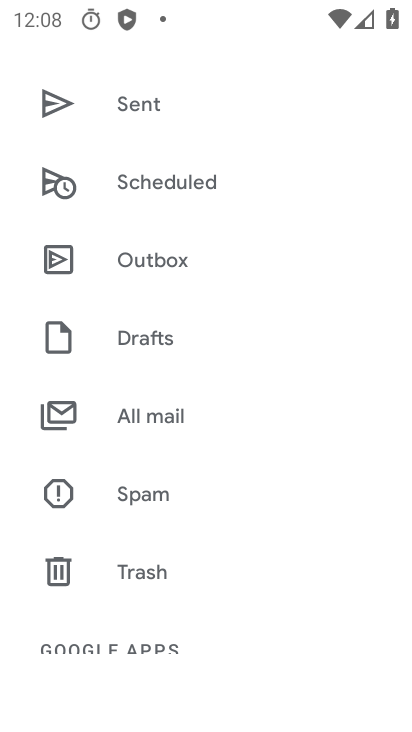 12:08
Sent
Scheduled
Outbox
Drafts
All mail
Spam
Trash
GOOGLE APPS